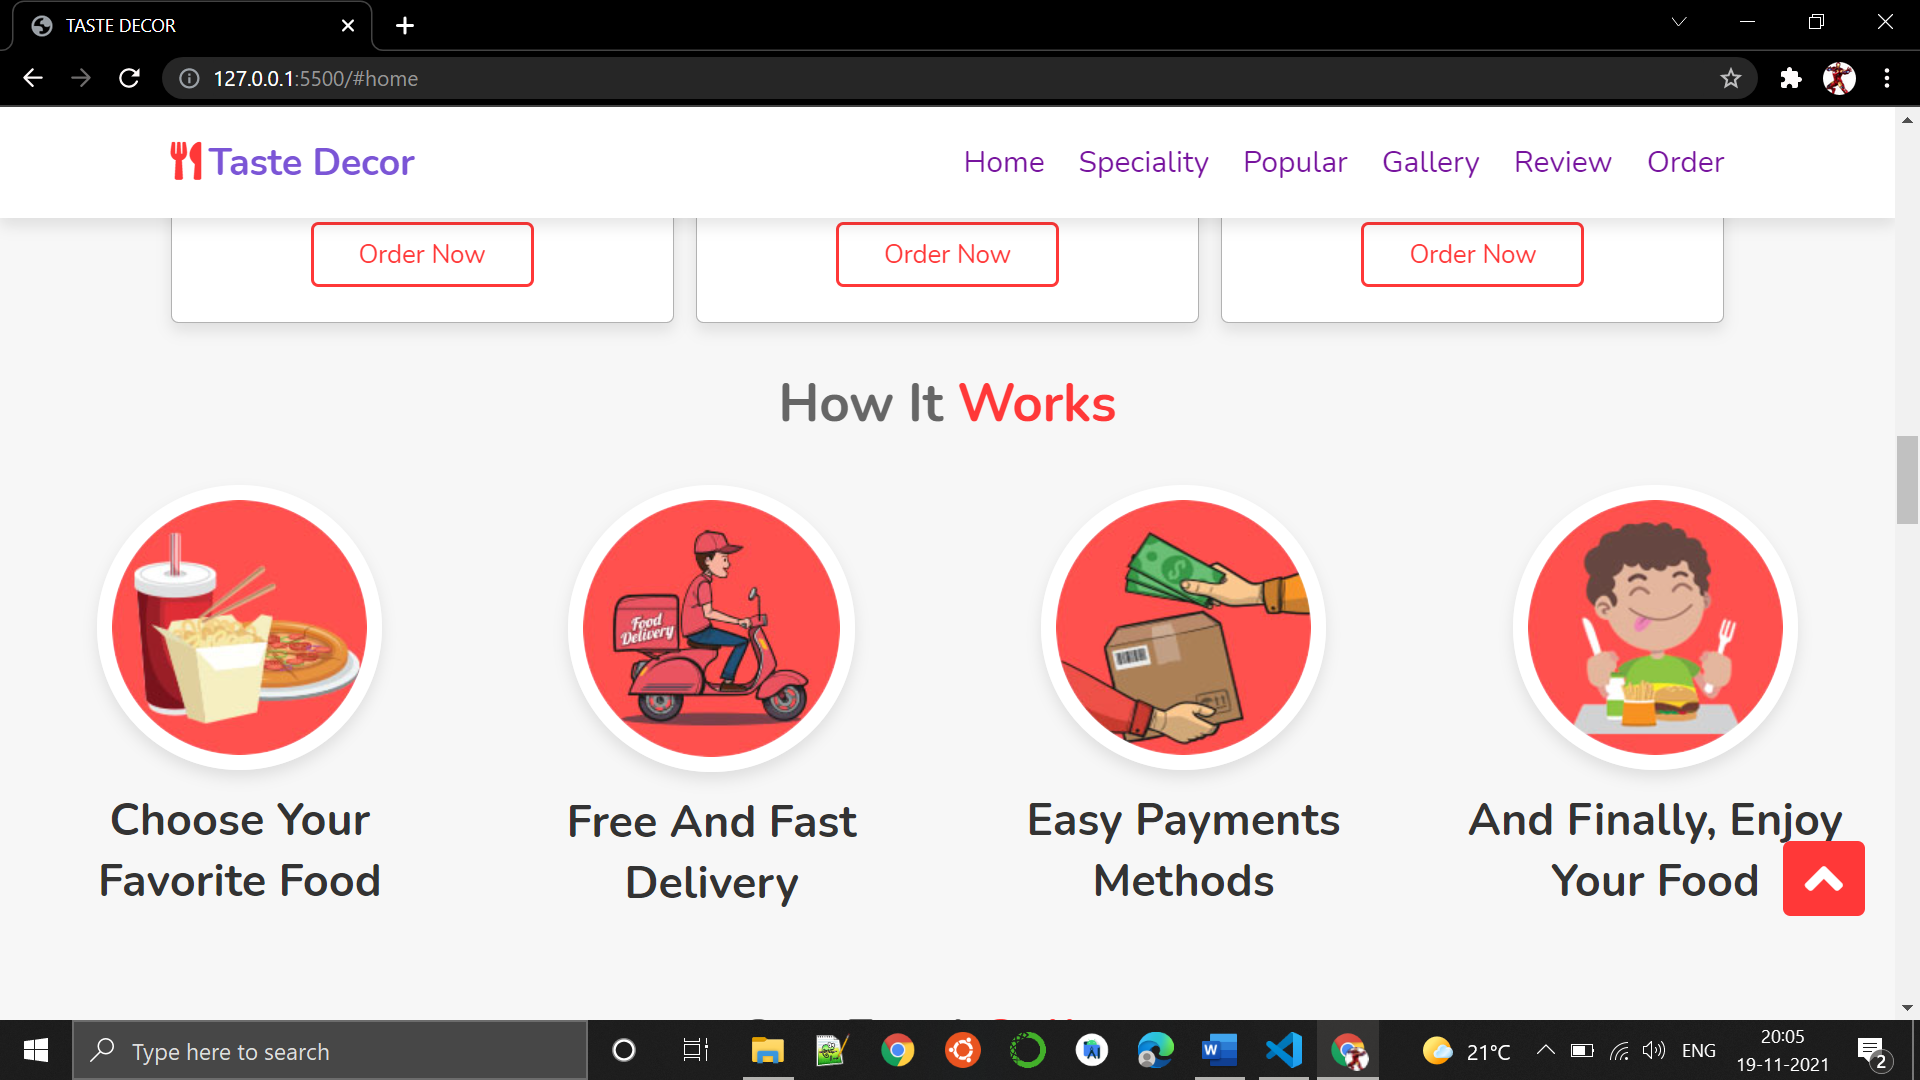 TASTE DECOR
127.0.0.1:5500/#home
Taste Decor
Home Speciality Popular Gallery Review Order
Order Now Order Now Order Now
How It Works
Food
Delivery
Choose Your
Favorite Food
Free And Fast
Delivery
Easy Payments
Methods
And Finally, Enjoy
Your Food
Type here to search
21°C
ENG
20:05
19-11-2021
2